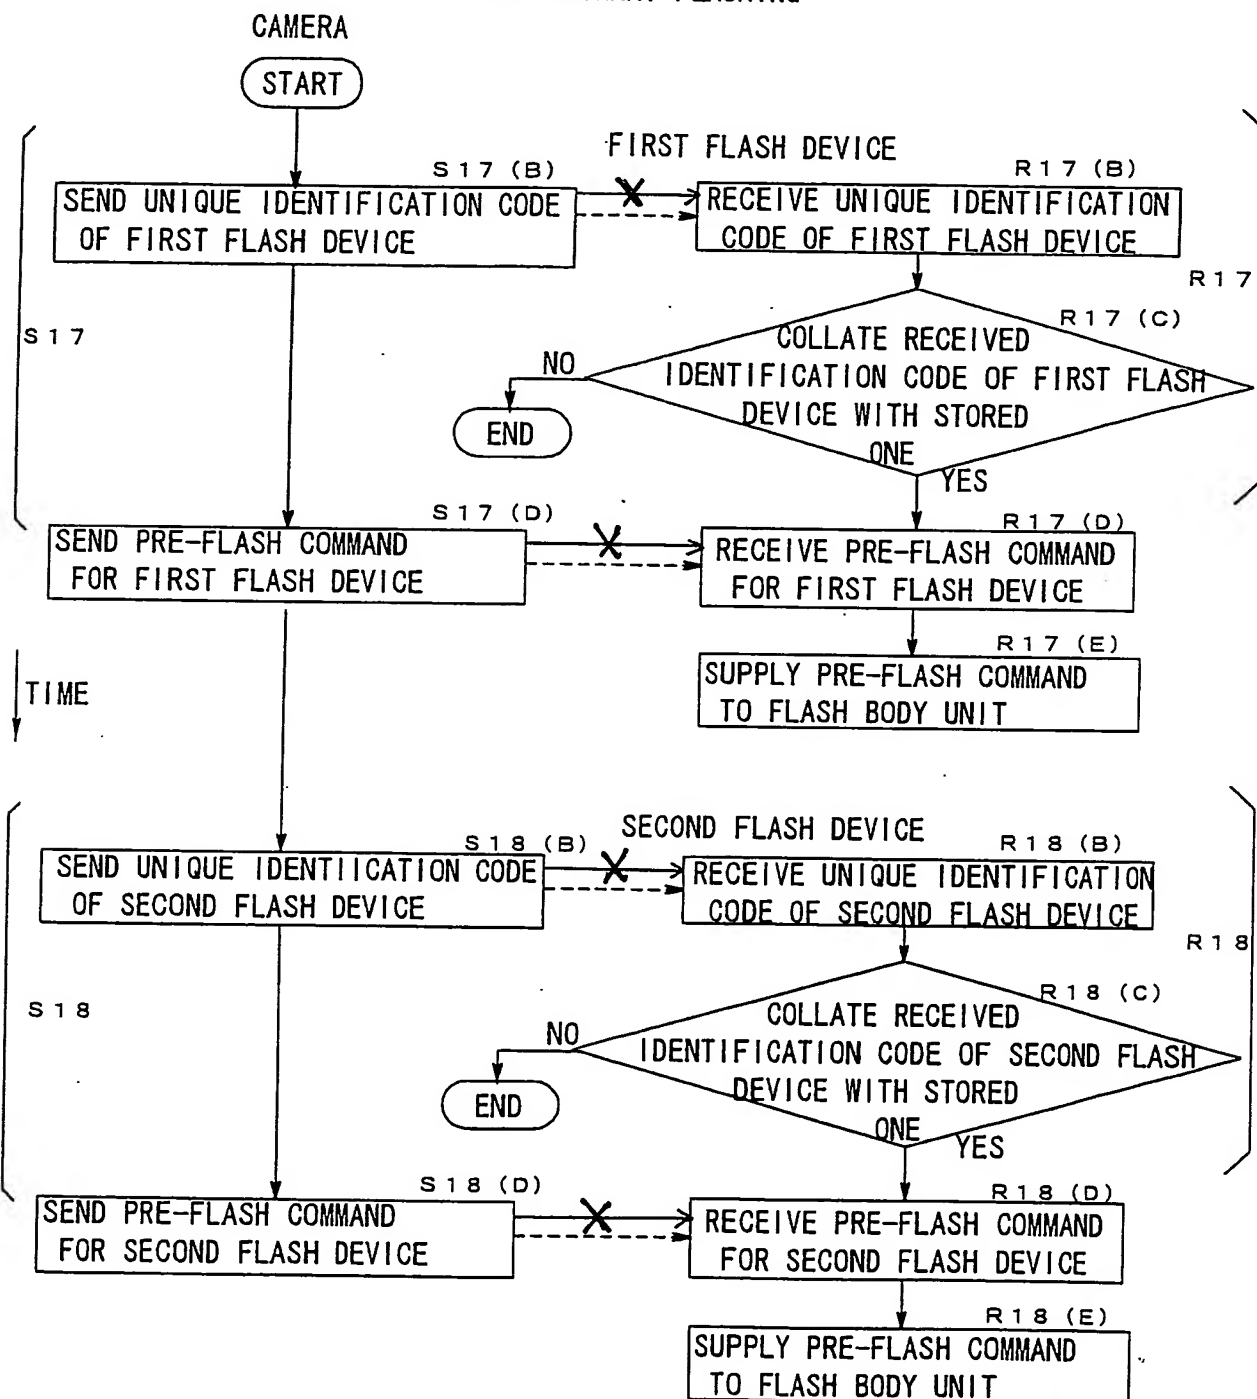 CAMERA
START
FIRST FLASH DEVICE
S17 (B)
R17 (B)
SEND UNIQUE IDENTIFICATION CODE
OF FIRST FLASH DEVICE
RECEIVE UNIQUE IDENTIFICATION
CODE OF FIRST FLASH DEVICE
R17
S17
R17 (C)
COLLATE RECEIVED
IDENTIFICATION CODE OF FIRST FLASH
DEVICE WITH STORED
ONE
NO
END
YES
S17 (D)
R17 (D)
SEND PRE-FLASH COMMAND
FOR FIRST FLASH DEVICE
RECEIVE PRE-FLASH COMMAND
FOR FIRST FLASH DEVICE
R17 (E)
SUPPLY PRE-FLASH COMMAND
TO FLASH BODY UNIT
TIME
SECOND FLASH DEVICE
S18 (B)
R18 (B)
SEND UNIQUE IDENTIICATION CODE
OF SECOND FLASH DEVICE
RECEIVE UNIQUE IDENTIFICATION
CODE OF SECOND FLASH DEVICE
R18
S18
R18 (C)
COLLATE RECEIVED
IDENTIFICATION CODE OF SECOND FLASH
DEVICE WITH STORED
ONE
NO
END
YES
S18 (D)
R18 (D)
SEND PRE-FLASH COMMAND
FOR SECOND FLASH DEVICE
RECEIVE PRE-FLASH COMMAND
FOR SECOND FLASH DEVICE
R18 (E)
SUPPLY PRE-FLASH COMMAND
TO FLASH BODY UNIT